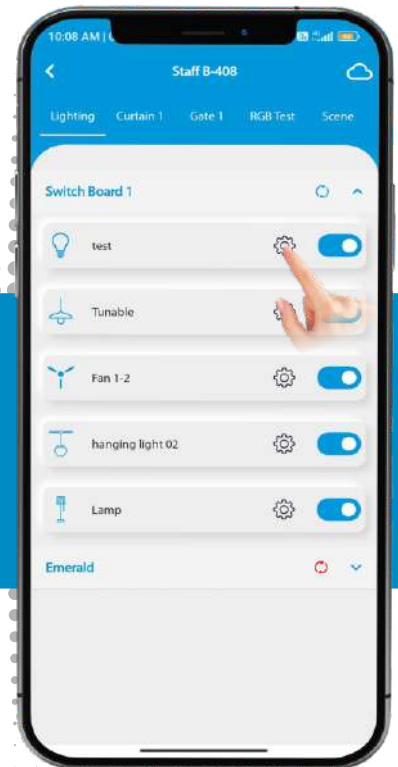 10:08 AM
Staff B-408
Lighting Curtain 1 Gate 1 RGB Test Scene
Switch Board 1
test
Tunable
Fan 1-2
hanging light 02
Lamp
Emerald